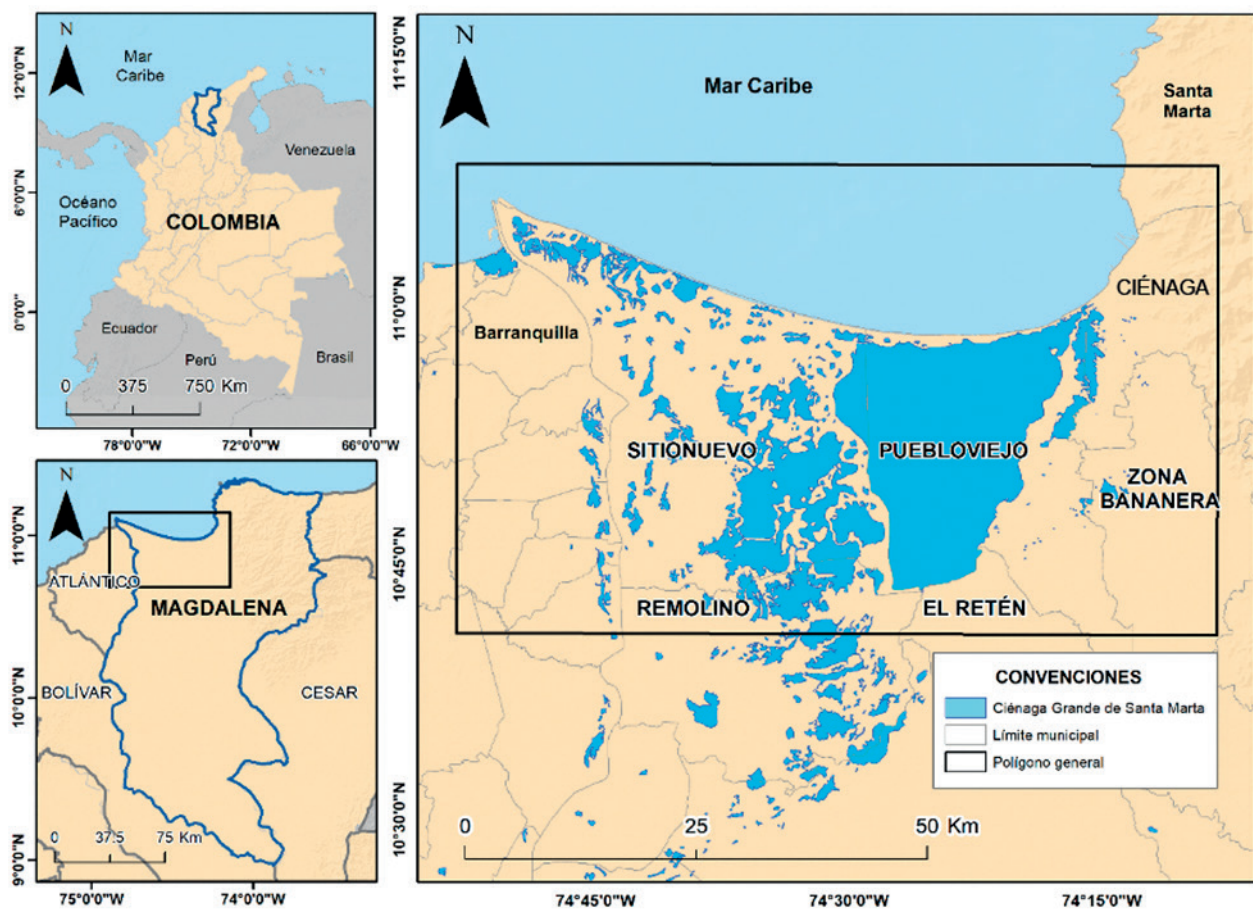 N
Mar
Caribe
12°0'0"N
6°0'0"N
0°0'0"
Venezuela
Océano
Pacífico
COLOMBIA
Ecuador
Perú
Brasil
0 375 750 Km
78°0'0"W 72°0'0"W 66°0'0"W
N
11°0'0"N
10°0'0"N
9°0'0"N
ATLÁNTICO
MAGDALENA
BOLÍVAR
CESAR
0 37.5 75 Km
75°0'0"W 74°0'0"W
N
11°15'0"N
11°0'0"N
10°45'0"N
10°30'0"N
Mar Caribe
Santa
Marta
CIÉNAGA
Barranquilla
SITIONUEVO
PUEBLOVIEJO
ZONA
BANANERA
REMOLINO
EL RETÉN
CONVENCIONES
Ciénaga Grande de Santa Marta
Límite municipal
Polígono general
0 25 50 Km
74°45'0"W 74°30'0"W 74°15'0"W